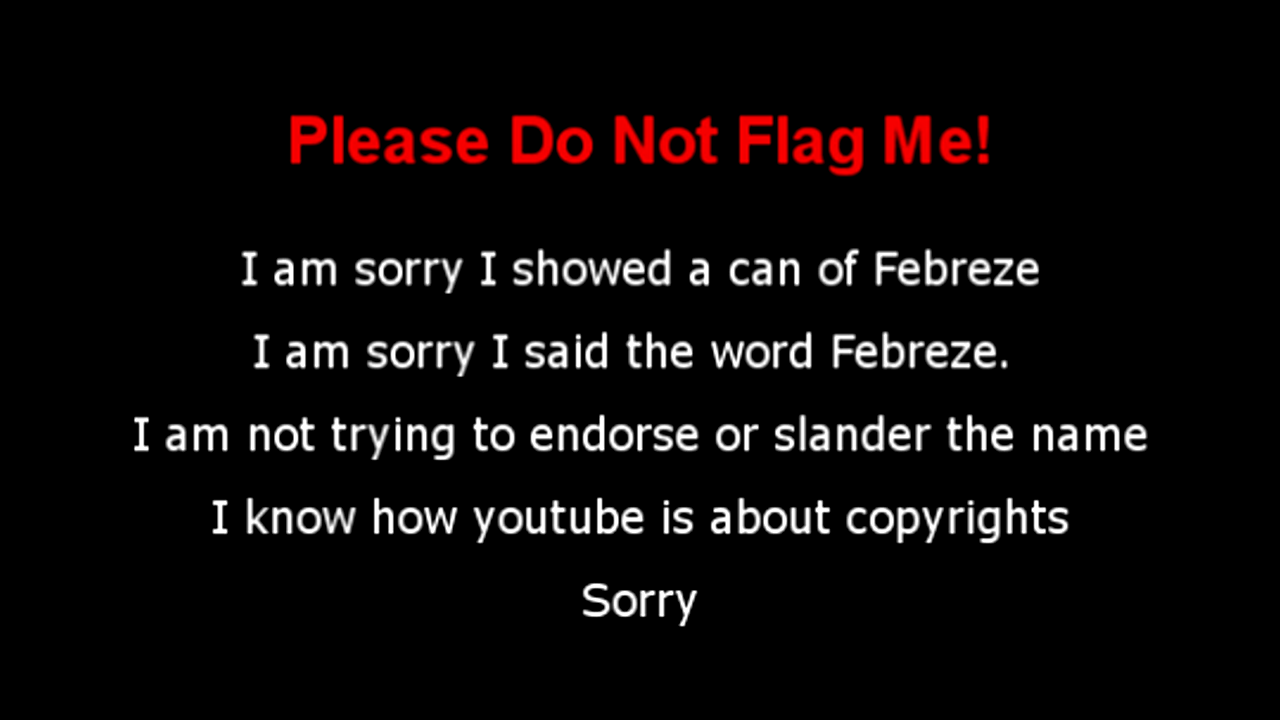 Please Do Not Flag Me!
I am sorry I showed a can of Febreze
I am sorry I said the word Febreze.
I am not trying to endorse or slander the name
I know how youtube is about copyrights
Sorry